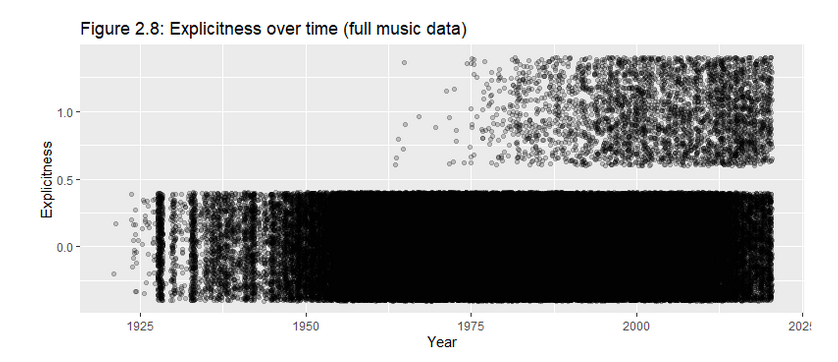 Figure 2.8: Explicitness over time (full music data)
1.0
0.5
0.0
Explicitness
1925 1950 1975 2000 202
Year